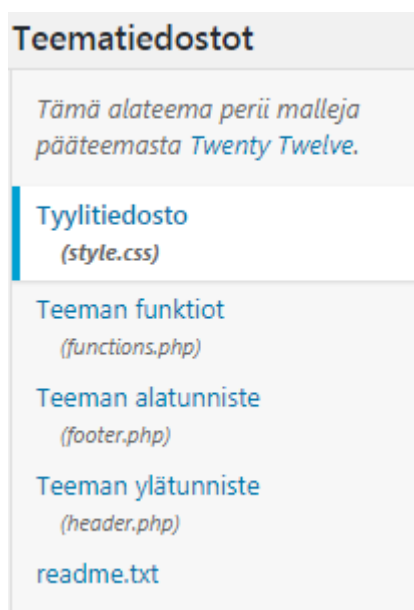 Teematiedostot
Tämä alateema perii malleja
pääteemasta Twenty Twelve.
Tyylitiedosto
(style.css)
Teeman funktiot
(functions.php)
Teeman alatunniste
(footer.php)
Teeman ylätunniste
(header.php)
readme.txt